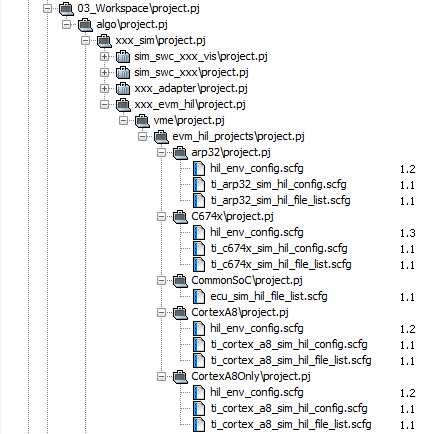 03_Workspace\project.pj
algo\project.pj
xxx_sim\project.pj
sim_swc_xxx_vis\project.pj
sim_swc_xxx\project.pj
xxx_adapter\project.pj
xxx_evm_hil\project.pj
vme\project.pj
evm_hil_projects\project.pj
arp32\project.pj
hil_env_config.scfg 1.2
ti_arp32_sim_hil_config.scfg 1.1
ti_arp32_sim_hil_file_list.scfg 1.1
C674x\project.pj
hil_env_config.scfg 1.3
ti_c674x_sim_hil_config.scfg 1.1
ti_c674x_sim_hil_file_list.scfg 1.1
CommonSoC\project.pj
ecu_sim_hil_file_list.scfg 1.1
CortexA8\project.pj
hil_env_config.scfg 1.2
ti_cortex_a8_sim_hil_config.scfg 1.1
ti_cortex_a8_sim_hil_file_list.scfg 1.1
CortexA8Only\project.pj
hil_env_config.scfg 1.2
ti_cortex_a8_sim_hil_config.scfg 1.1
ti_cortex_a8_sim_hil_file_list.scfg 1.1